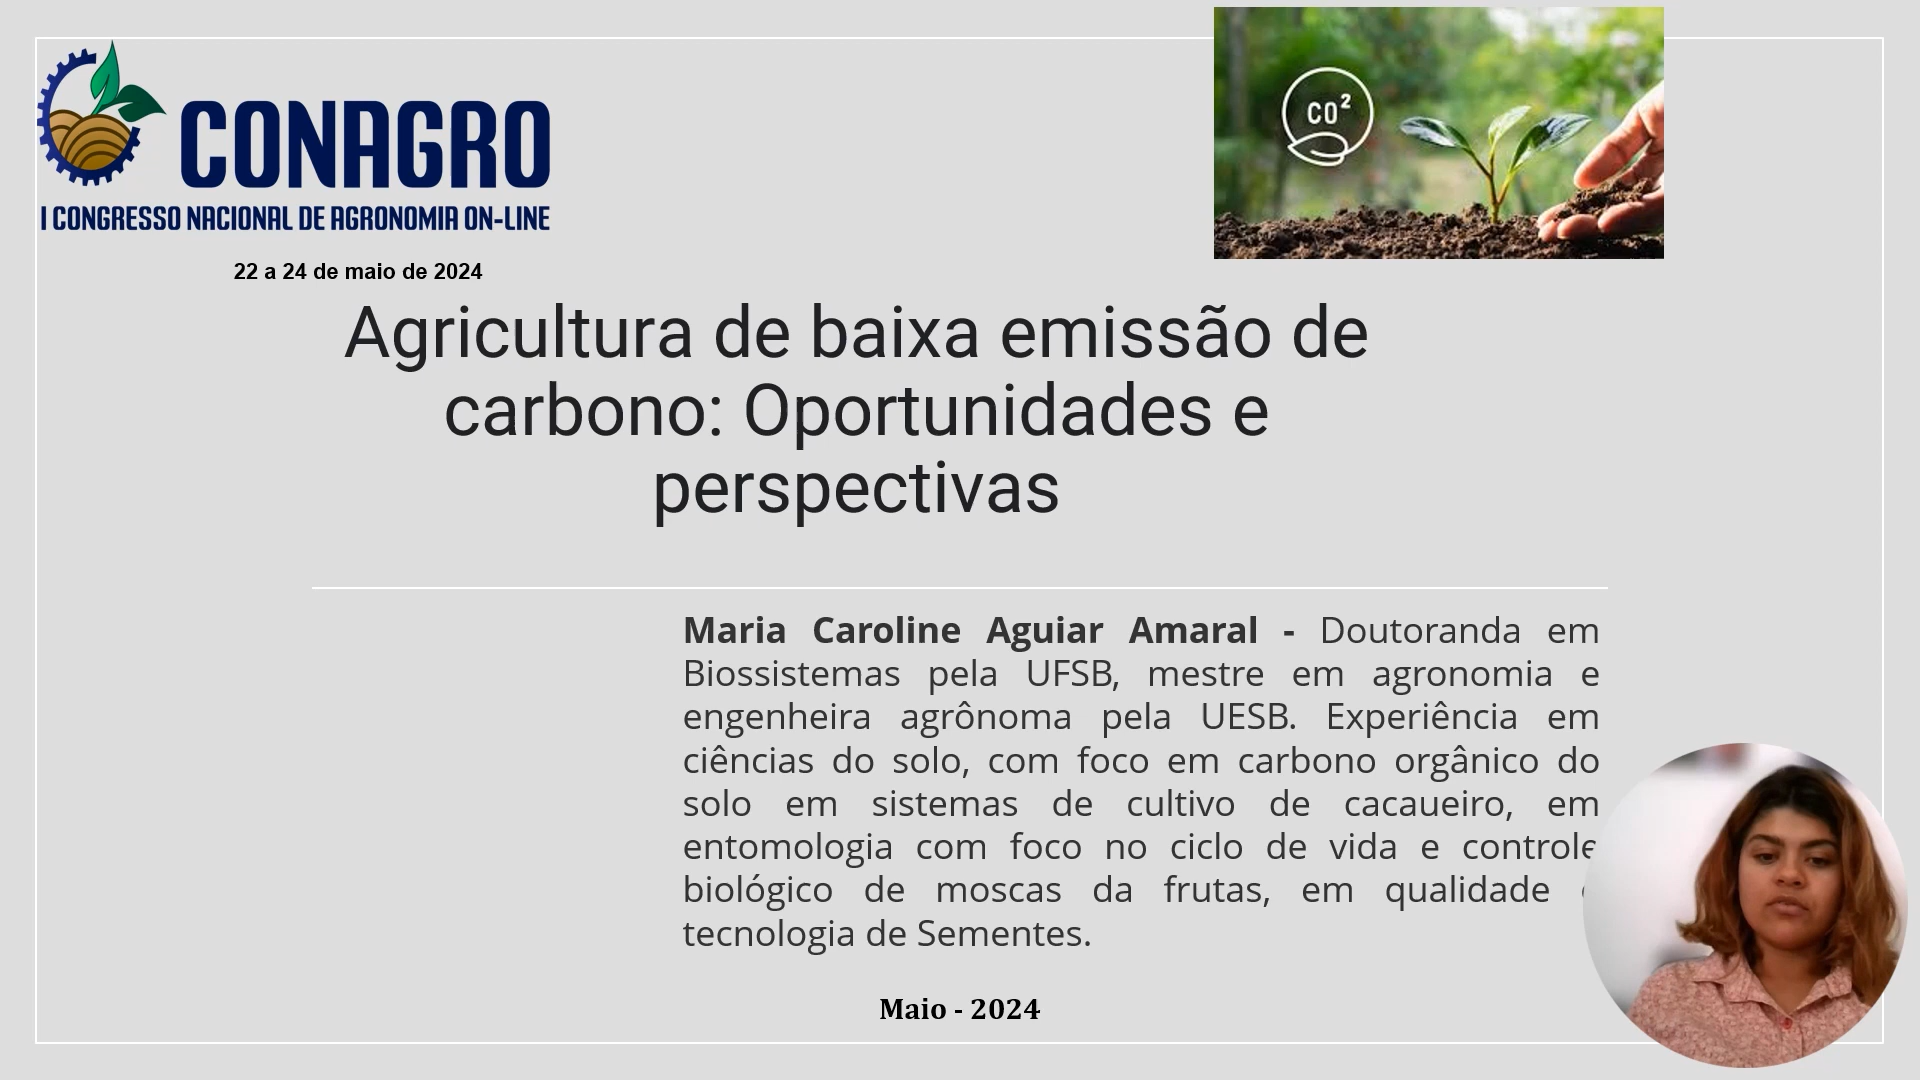 CONAGRO
I CONGRESSO NACIONAL DE AGRONOMIA ON-LINE
22 a 24 de maio de 2024
CO²
Agricultura de baixa emissão de
carbono: Oportunidades e
perspectivas
Maria Caroline Aguiar Amaral - Doutoranda em
Biossistemas pela UFSB, mestre em agronomia e
engenheira agrônoma pela UESB. Experiência em
ciências do solo, com foco em carbono orgânico do
solo em sistemas de cultivo de cacaueiro, em
entomologia com foco no ciclo de vida e controle
biológico de moscas da frutas, em qualidade
tecnologia de Sementes.
Maio - 2024